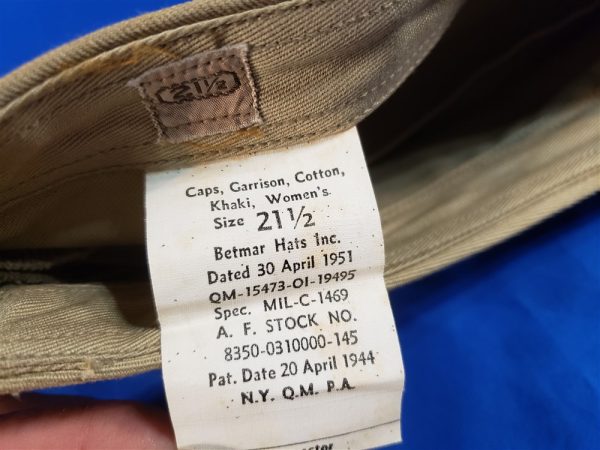 21½
Caps, Garrison, Cotton,
Khaki, Women's.
Size 21½
Betmar Hats Inc.
Dated 30 April 1951
QM-15473-OI-19495
Spec. MIL-C-1469
A. F. STOCK NO.
8350-0310000-145
Pat. Date 20 April 1944
N.Y. Q.M. P.A.